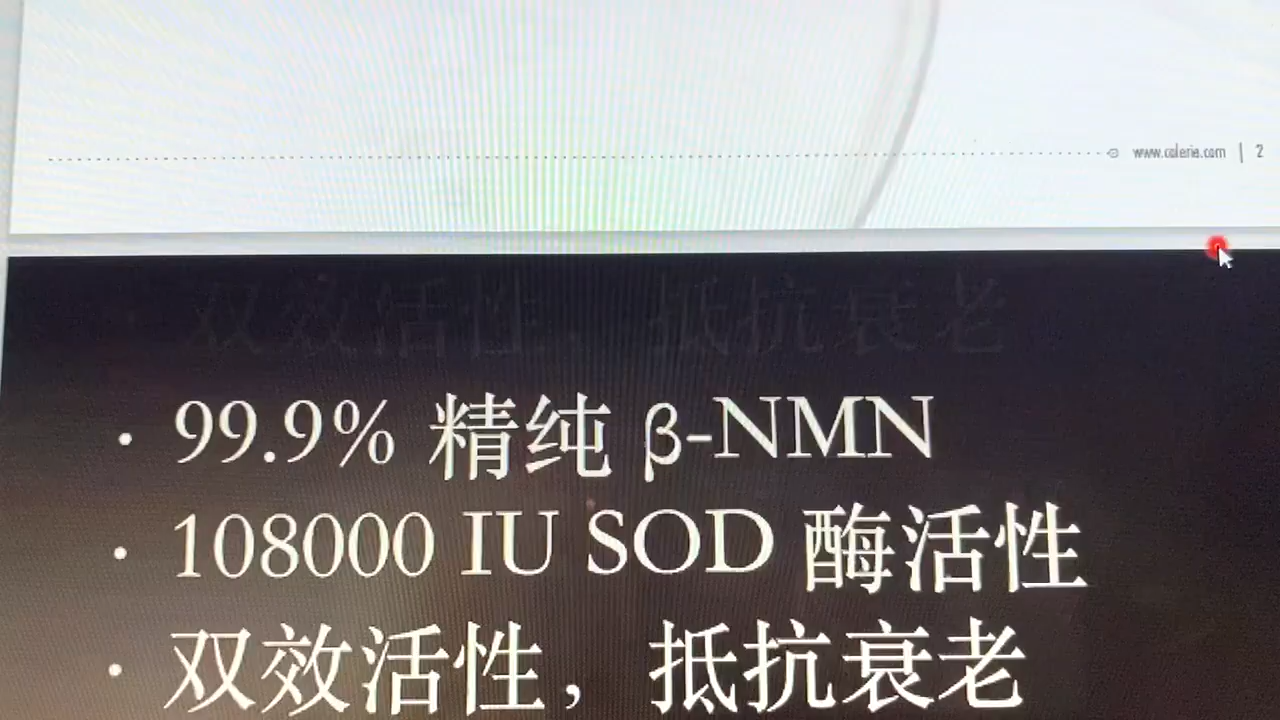 www.calerie.com | 2
双效活性，抵抗衰老
· 99.9% 精纯 β-NMN
· 108000 IU SOD 酶活性
· 双效活性，抵抗衰老